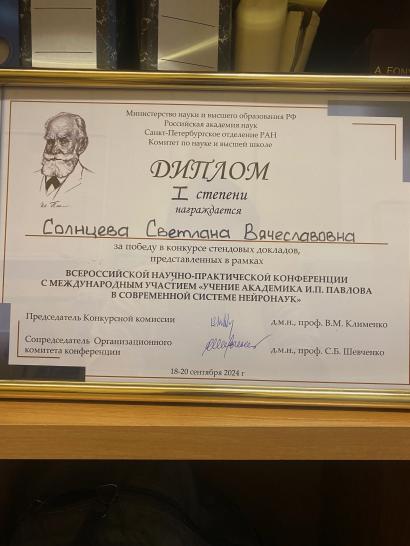 A. FON
Министерство науки и высшего образования РФ
Российская академия наук
Санкт-Петербургское отделение РАН
Комитет по науке и высшей школе
ДИПЛОМ
I степени
награждается
Солнцева Светлана Вячеславовна
за победу в конкурсе стендовых докладов,
представленных в рамках
ВСЕРОССИЙСКОЙ НАУЧНО-ПРАКТИЧЕСКОЙ КОНФЕРЕНЦИИ
С МЕЖДУНАРОДНЫМ УЧАСТИЕМ «УЧЕНИЕ АКАДЕМИКА И.П. ПАВЛОВА
В СОВРЕМЕННОЙ СИСТЕМЕ НЕЙРОНАУК»
Председатель Конкурсной комиссии д.м.н., проф. В.М. Клименко
Сопредседатель Организационного
комитета конференции д.м.н., проф. С.Б. Шевченко
18-20 сентября 2024 г